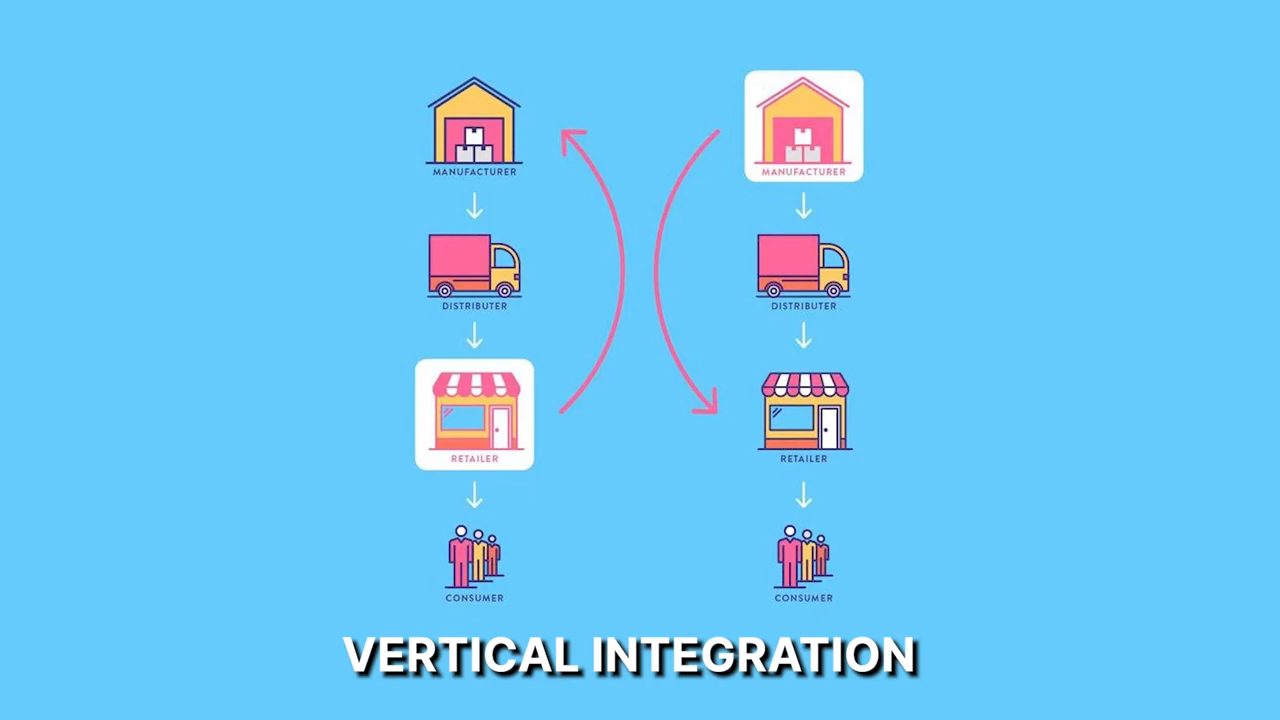 MANUFACTURER
DISTRIBUTER
RETAILER
CONSUMER
MANUFACTURER
DISTRIBUTER
RETAILER
CONSUMER
VERTICAL INTEGRATION